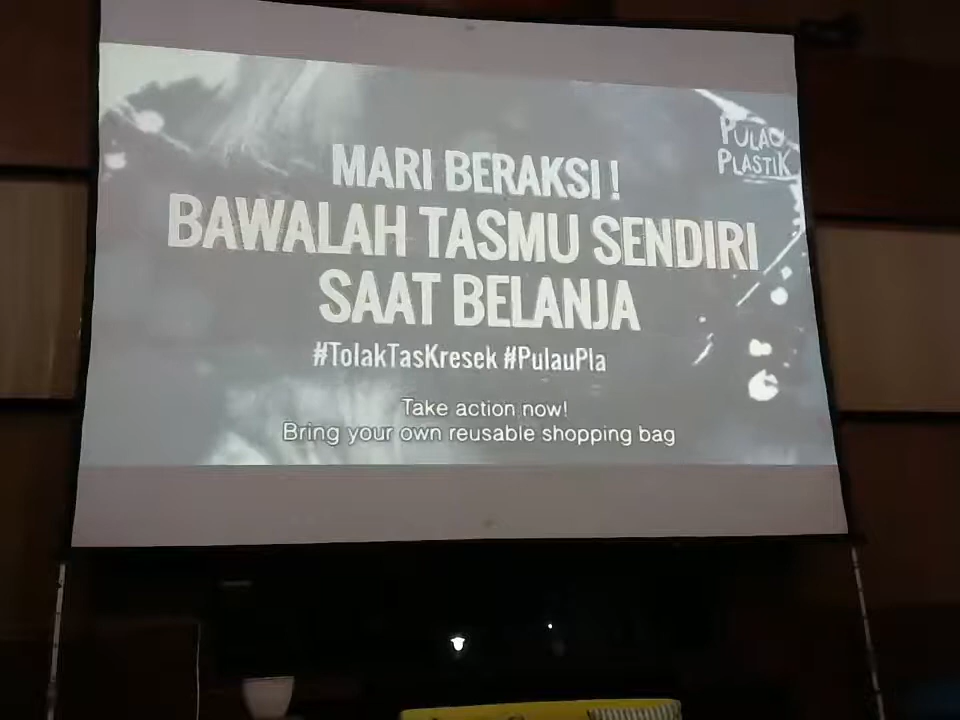 PULAU
PLASTIK
MARI BERAKSI !
BAWALAH TASMU SENDIRI
SAAT BELANJA
#TolakTasKresek #PulauPla
Take action now!
Bring your own reusable shopping bag